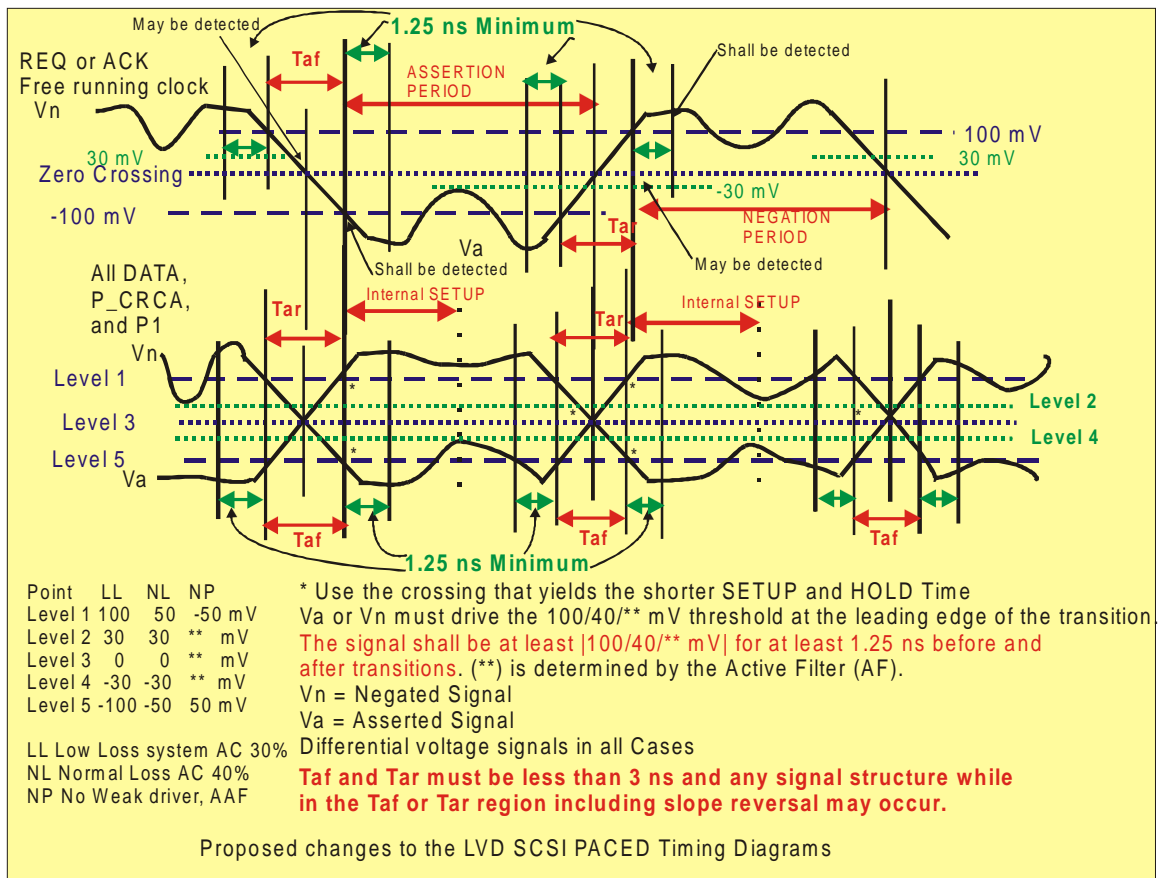 May be detected
1.25 ns Minimum
Shall be detected
REQ or ACK
Free running clock
Taf
ASSERTION
PERIOD
Vn
100 mV
30 mV
30 mV
Zero Crossing
-30 mV
-100 mV
NEGATION
PERIOD
Tar
Va
Shall be detected
May be detected
All DATA,
P_CRCA,
and P1
Internal SETUP
Internal SETUP
Tar
Tar
Vn
Level 1
*
*
Level 2
Level 3
*
*
Level 4
Level 5
*
*
Va
Taf
Taf
Taf
1.25 ns Minimum
Point LL NL NP
Level 1 100 50 -50 mV
Level 2 30 30 ** mV
Level 3 0 0 ** mV
Level 4 -30 -30 ** mV
Level 5 -100 -50 50 mV
LL Low Loss system AC 30%
NL Normal Loss AC 40%
NP No Weak driver, AAF
* Use the crossing that yields the shorter SETUP and HOLD Time
Va or Vn must drive the 100/40/** mV threshold at the leading edge of the transition.
The signal shall be at least |100/40/** mV| for at least 1.25 ns before and
after transitions. (**) is determined by the Active Filter (AF).
Vn = Negated Signal
Va = Asserted Signal
Differential voltage signals in all Cases
Taf and Tar must be less than 3 ns and any signal structure while
in the Taf or Tar region including slope reversal may occur.
Proposed changes to the LVD SCSI PACED Timing Diagrams